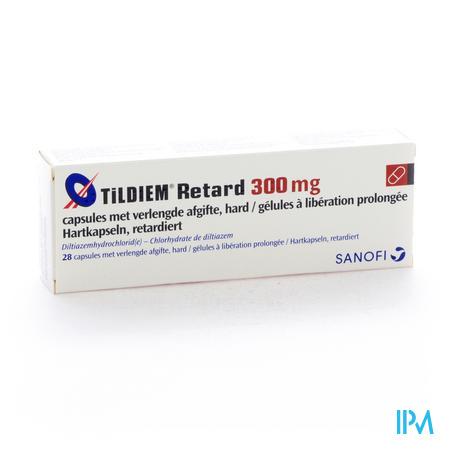 TiLDIEM® Retard 300 mg
capsules met verlengde afgifte, hard / gélules à libération prolongée
Hartkapseln, retardiert
Diltiazemhydrochlorid(e) – Chlorhydrate de diltiazem
28 capsules met verlengde afgifte, hard / gélules à libération prolongée / Hartkapseln, retardiert
SANOFI
IPM